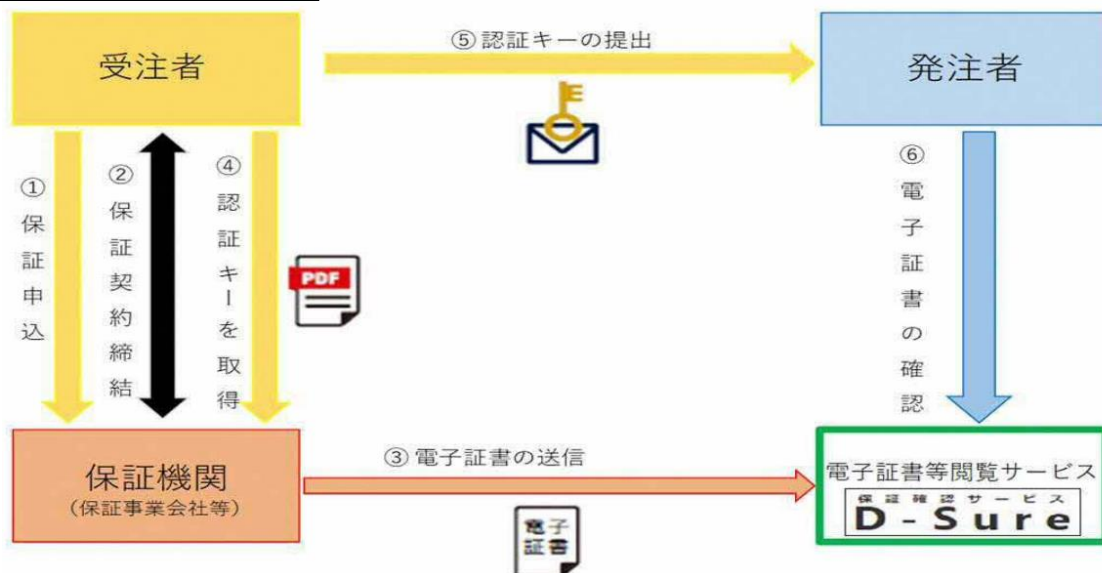 受注者
⑤認証キーの提出
発注者
①保証申込
②保証契約締結
④認証キーを取得
PDF
⑥電子証書の確認
保証機関
(保証事業会社等)
③電子証書の送信
電子
証書
電子証書等閲覧サービス
保証確認サービス
D-Sure